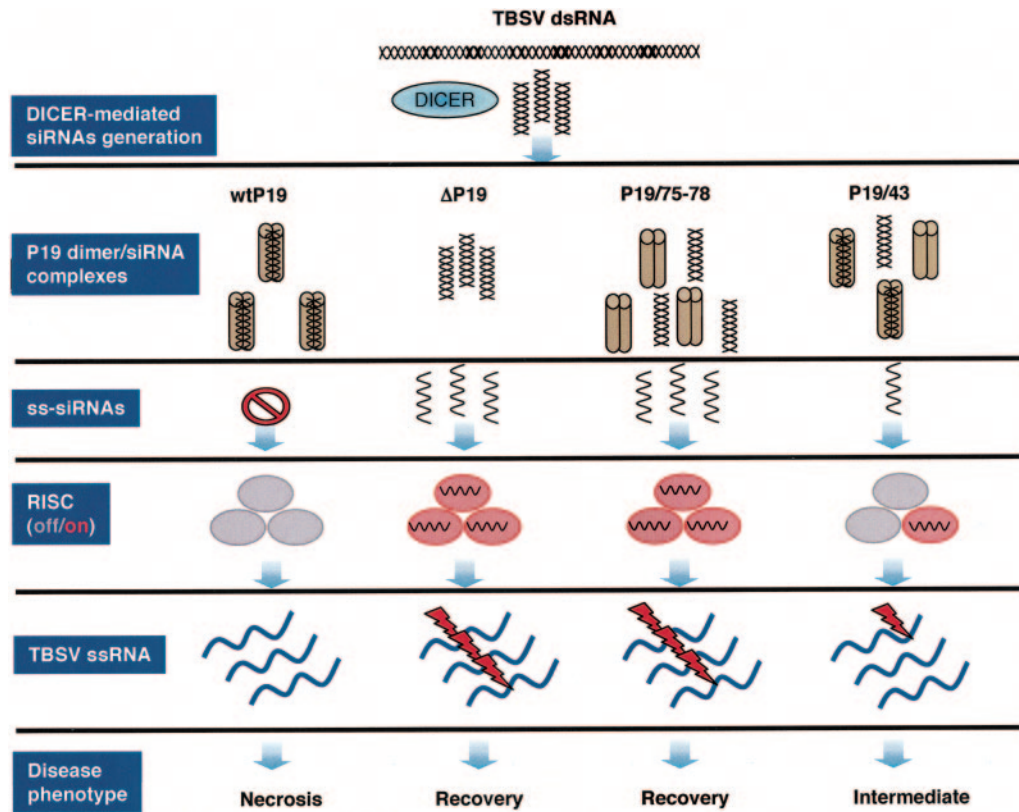 TBSV dsRNA
DICER
DICER-mediated
siRNAs generation
wtP19
ΔP19
P19/75-78
P19/43
P19 dimer/siRNA
complexes
ss-siRNAs
RISC
(off/on)
TBSV ssRNA
Disease
phenotype
Necrosis
Recovery
Recovery
Intermediate